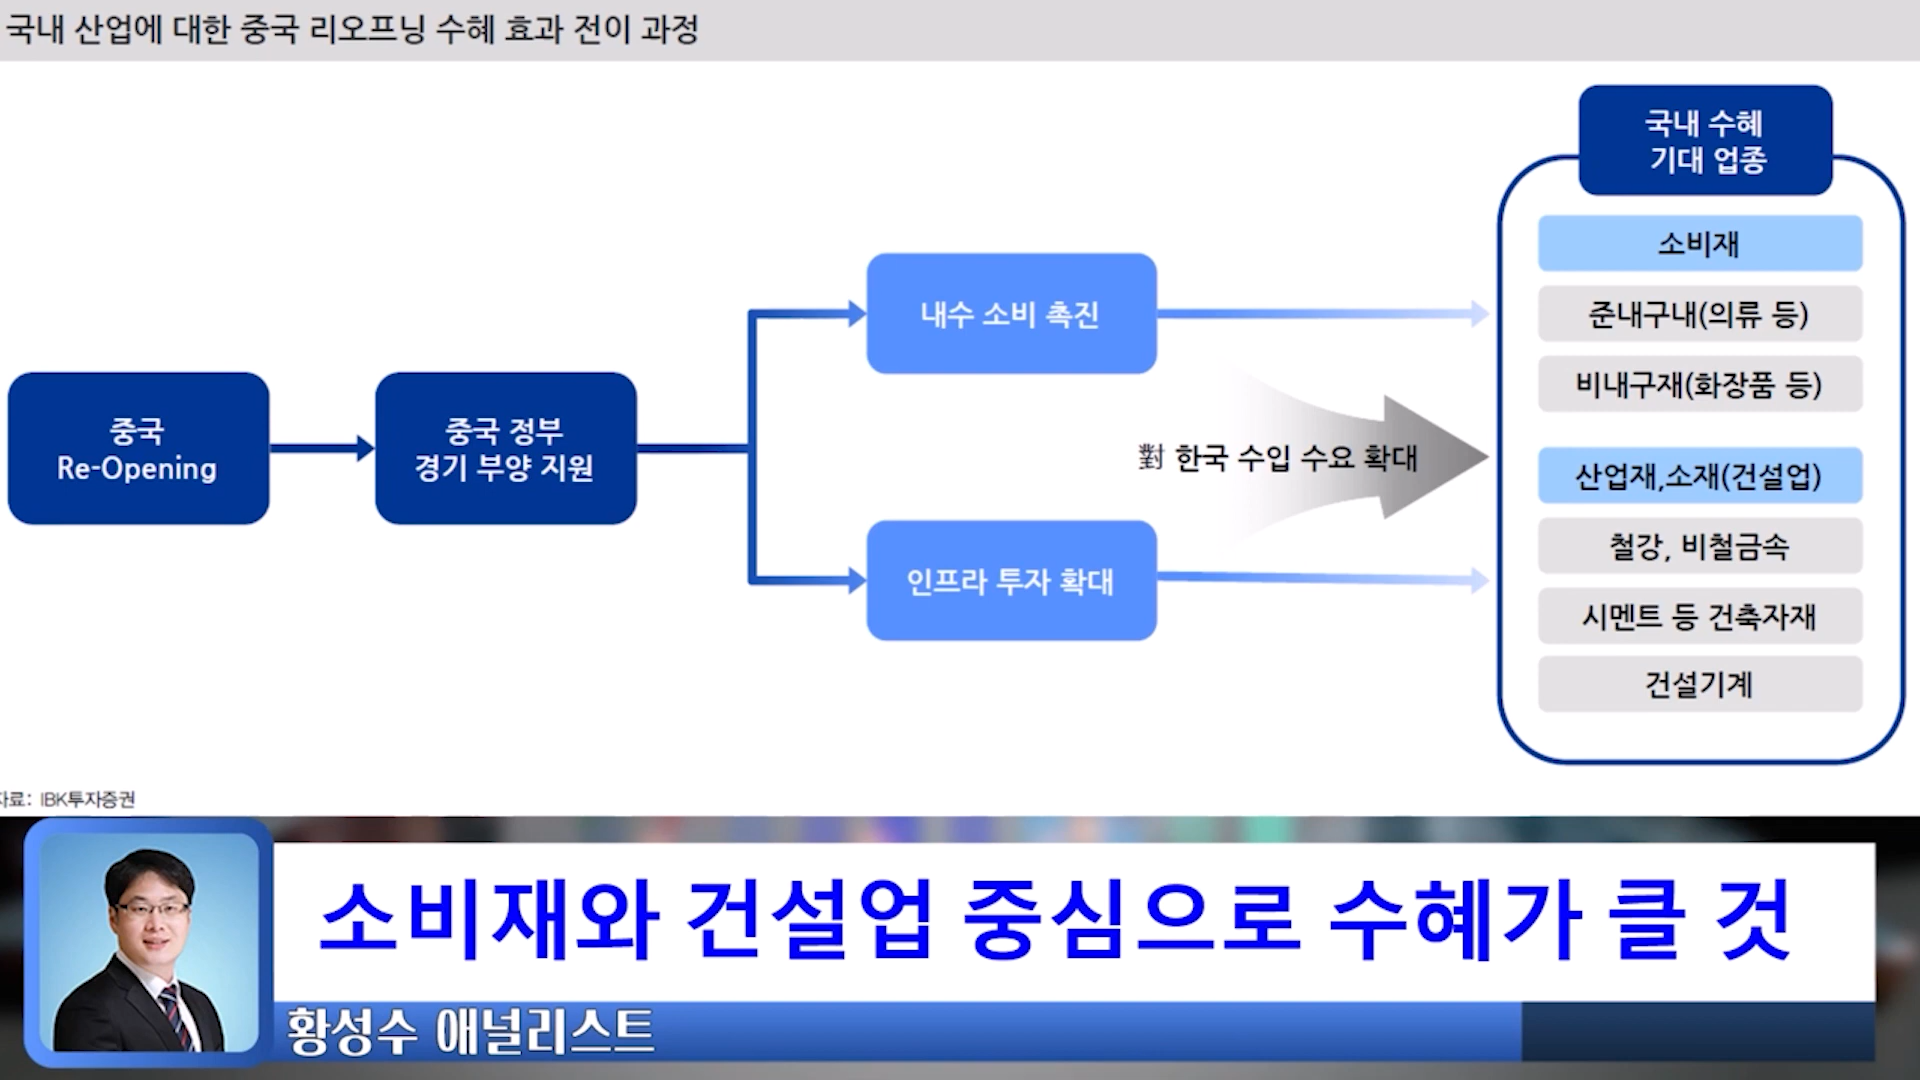 국내 산업에 대한 중국 리오프닝 수혜 효과 전이 과정
중국
Re-Opening
중국 정부
경기 부양 지원
내수 소비 촉진
인프라 투자 확대
對 한국 수입 수요 확대
국내 수혜
기대 업종
소비재
준내구내(의류 등)
비내구재(화장품 등)
산업재,소재(건설업)
철강, 비철금속
시멘트 등 건축자재
건설기계
자료: IBK투자증권
소비재와 건설업 중심으로 수혜가 클 것
황성수 애널리스트